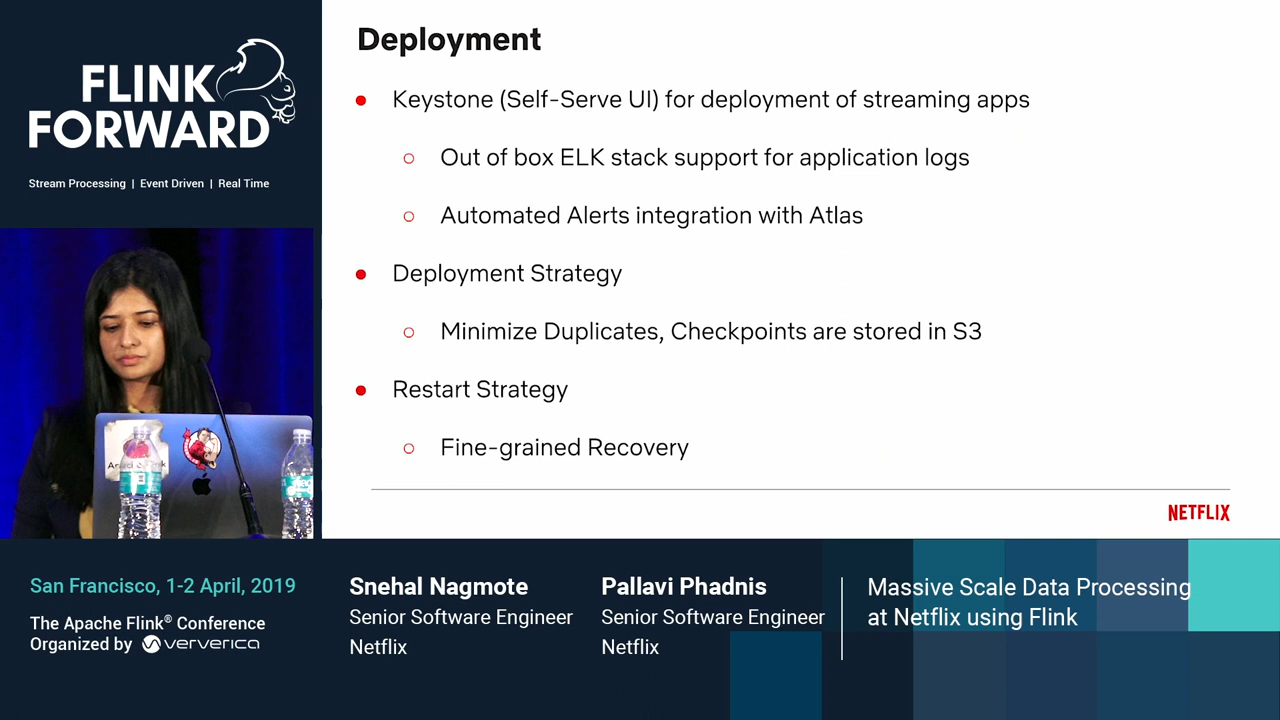 FLINK
FORWARD
Stream Processing | Event Driven | Real Time
Deployment
Keystone (Self-Serve UI) for deployment of streaming apps
Out of box ELK stack support for application logs
Automated Alerts integration with Atlas
Deployment Strategy
Minimize Duplicates, Checkpoints are stored in S3
Restart Strategy
Fine-grained Recovery
NETFLIX
San Francisco, 1-2 April, 2019
The Apache Flink® Conference
Organized by ververica
Snehal Nagmote
Senior Software Engineer
Netflix
Pallavi Phadnis
Senior Software Engineer
Netflix
Massive Scale Data Processing
at Netflix using Flink